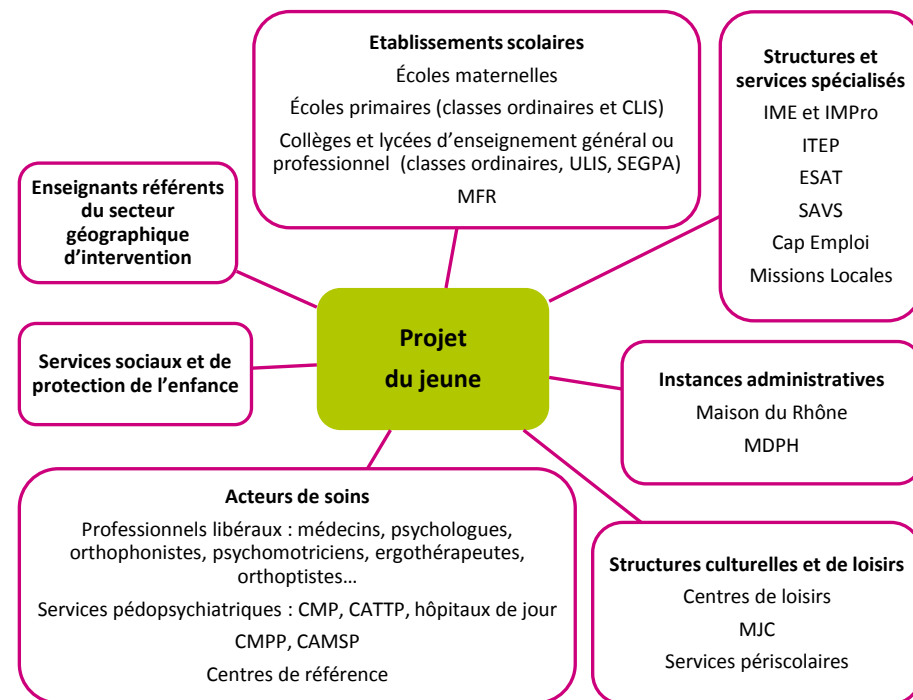 Etablissements scolaires
Écoles maternelles
Écoles primaires (classes ordinaires et CLIS)
Collèges et lycées d’enseignement général ou
professionnel (classes ordinaires, ULIS, SEGPA)
MFR
Structures et
services spécialisés
IME et IMPro
ITEP
ESAT
SAVS
Cap Emploi
Missions Locales
Enseignants référents
du secteur
géographique
d’intervention
Projet
du jeune
Services sociaux et de
protection de l’enfance
Instances administratives
Maison du Rhône
MDPH
Acteurs de soins
Professionnels libéraux : médecins, psychologues,
orthophonistes, psychomotriciens, ergothérapeutes,
orthoptistes…
Services pédopsychiatriques : CMP, CATTP, hôpitaux de jour
CMPP, CAMSP
Centres de référence
Structures culturelles et de loisirs
Centres de loisirs
MJC
Services périscolaires